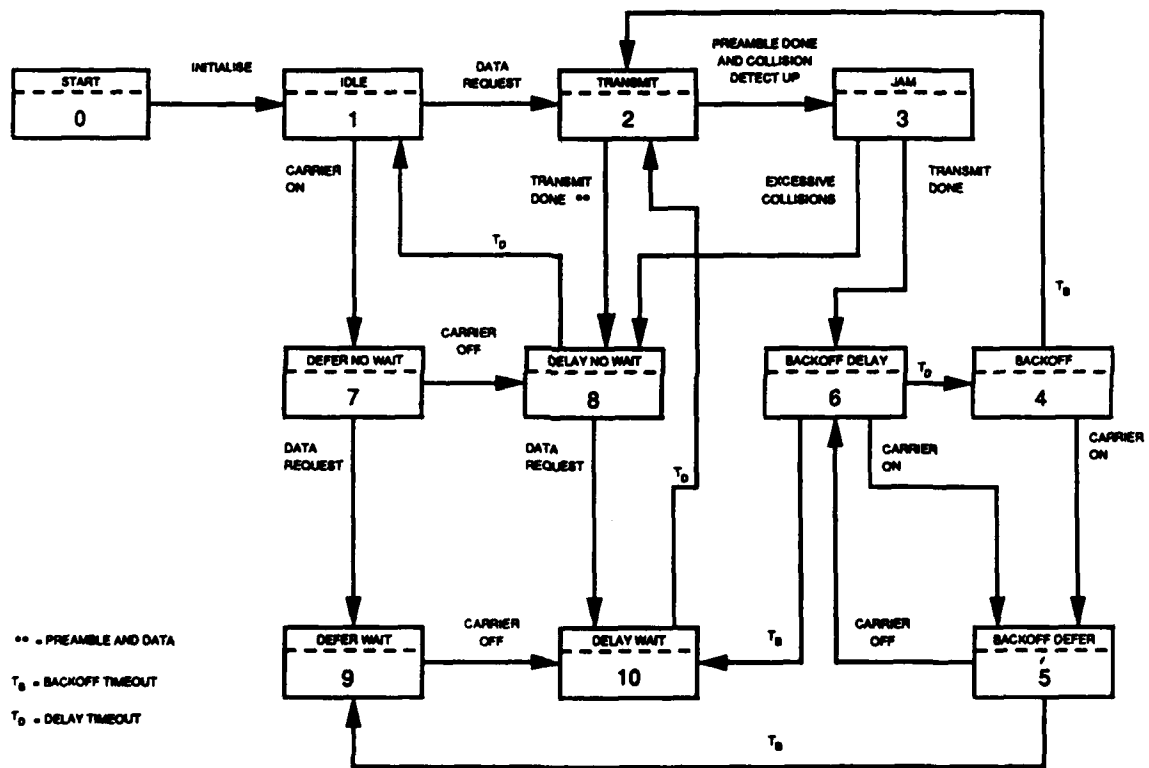 PREAMBLE DONE
AND COLLISION
DETECT UP
INITIALISE
DATA
REQUEST
START
0
IDLE
1
TRANSMIT
2
JAM
3
CARRIER
ON
TRANSMIT
DONE **
EXCESSIVE
COLLISIONS
TRANSMIT
DONE
T_D
T_B
CARRIER
OFF
DEFER NO WAIT
7
DELAY NO WAIT
8
BACKOFF DELAY
6
T_D
BACKOFF
4
DATA
REQUEST
DATA
REQUEST
T_D
CARRIER
ON
CARRIER
ON
CARRIER
OFF
T_B
CARRIER
OFF
DEFER WAIT
9
DELAY WAIT
10
BACKOFF DEFER
5
** = PREAMBLE AND DATA
T_B = BACKOFF TIMEOUT
T_D = DELAY TIMEOUT
T_B